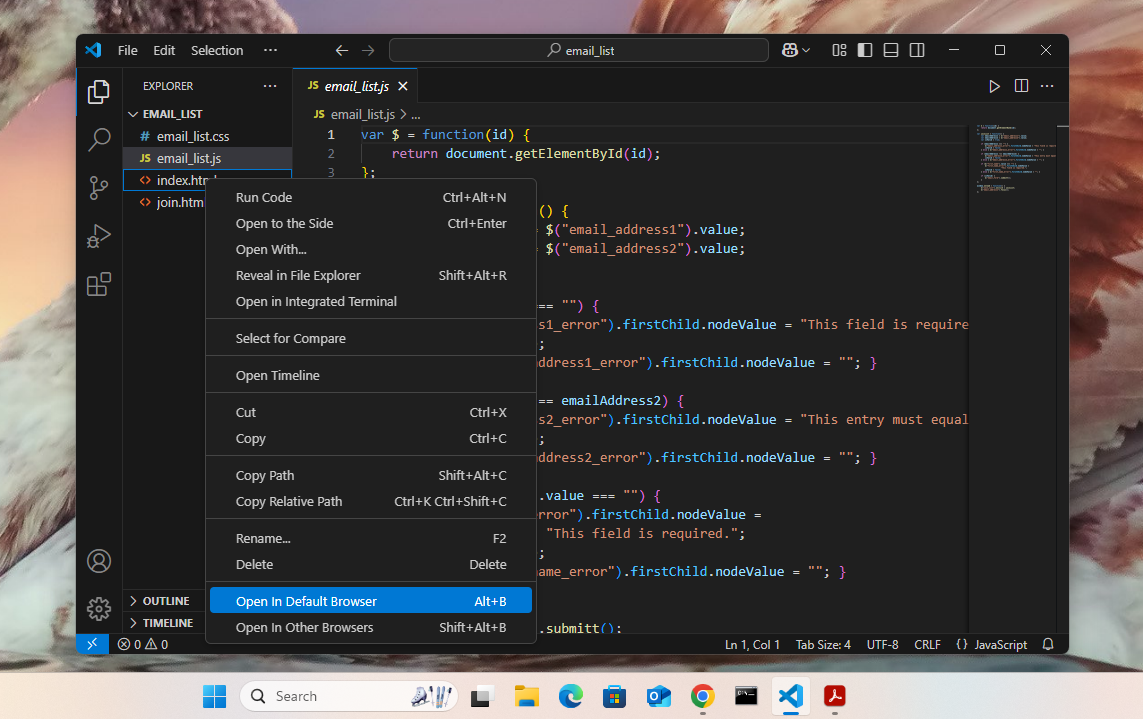 File Edit Selection ··· email_list
EXPLORER ···
EMAIL_LIST
# email_list.css
JS email_list.js
<> index.html
<> join.htm
OUTLINE
TIMELINE
JS email_list.js
JS email_list.js > ...
1 var $ = function(id) {
2 return document.getElementById(id);
3 };
() {
= $("email_address1").value;
= $("email_address2").value;
== "") {
s1_error").firstChild.nodeValue = "This field is require
;
ddress1_error").firstChild.nodeValue = ""; }
== emailAddress2) {
s2_error").firstChild.nodeValue = "This entry must equal
;
ddress2_error").firstChild.nodeValue = ""; }
.value === "") {
rror").firstChild.nodeValue =
"This field is required.";
;
ame_error").firstChild.nodeValue = ""; }
.submitt();
Run Code Ctrl+Alt+N
Open to the Side Ctrl+Enter
Open With...
Reveal in File Explorer Shift+Alt+R
Open in Integrated Terminal
Select for Compare
Open Timeline
Cut Ctrl+X
Copy Ctrl+C
Copy Path Shift+Alt+C
Copy Relative Path Ctrl+K Ctrl+Shift+C
Rename... F2
Delete Delete
Open In Default Browser Alt+B
Open In Other Browsers Shift+Alt+B
0 0 Ln 1, Col 1 Tab Size: 4 UTF-8 CRLF {} JavaScript
Search